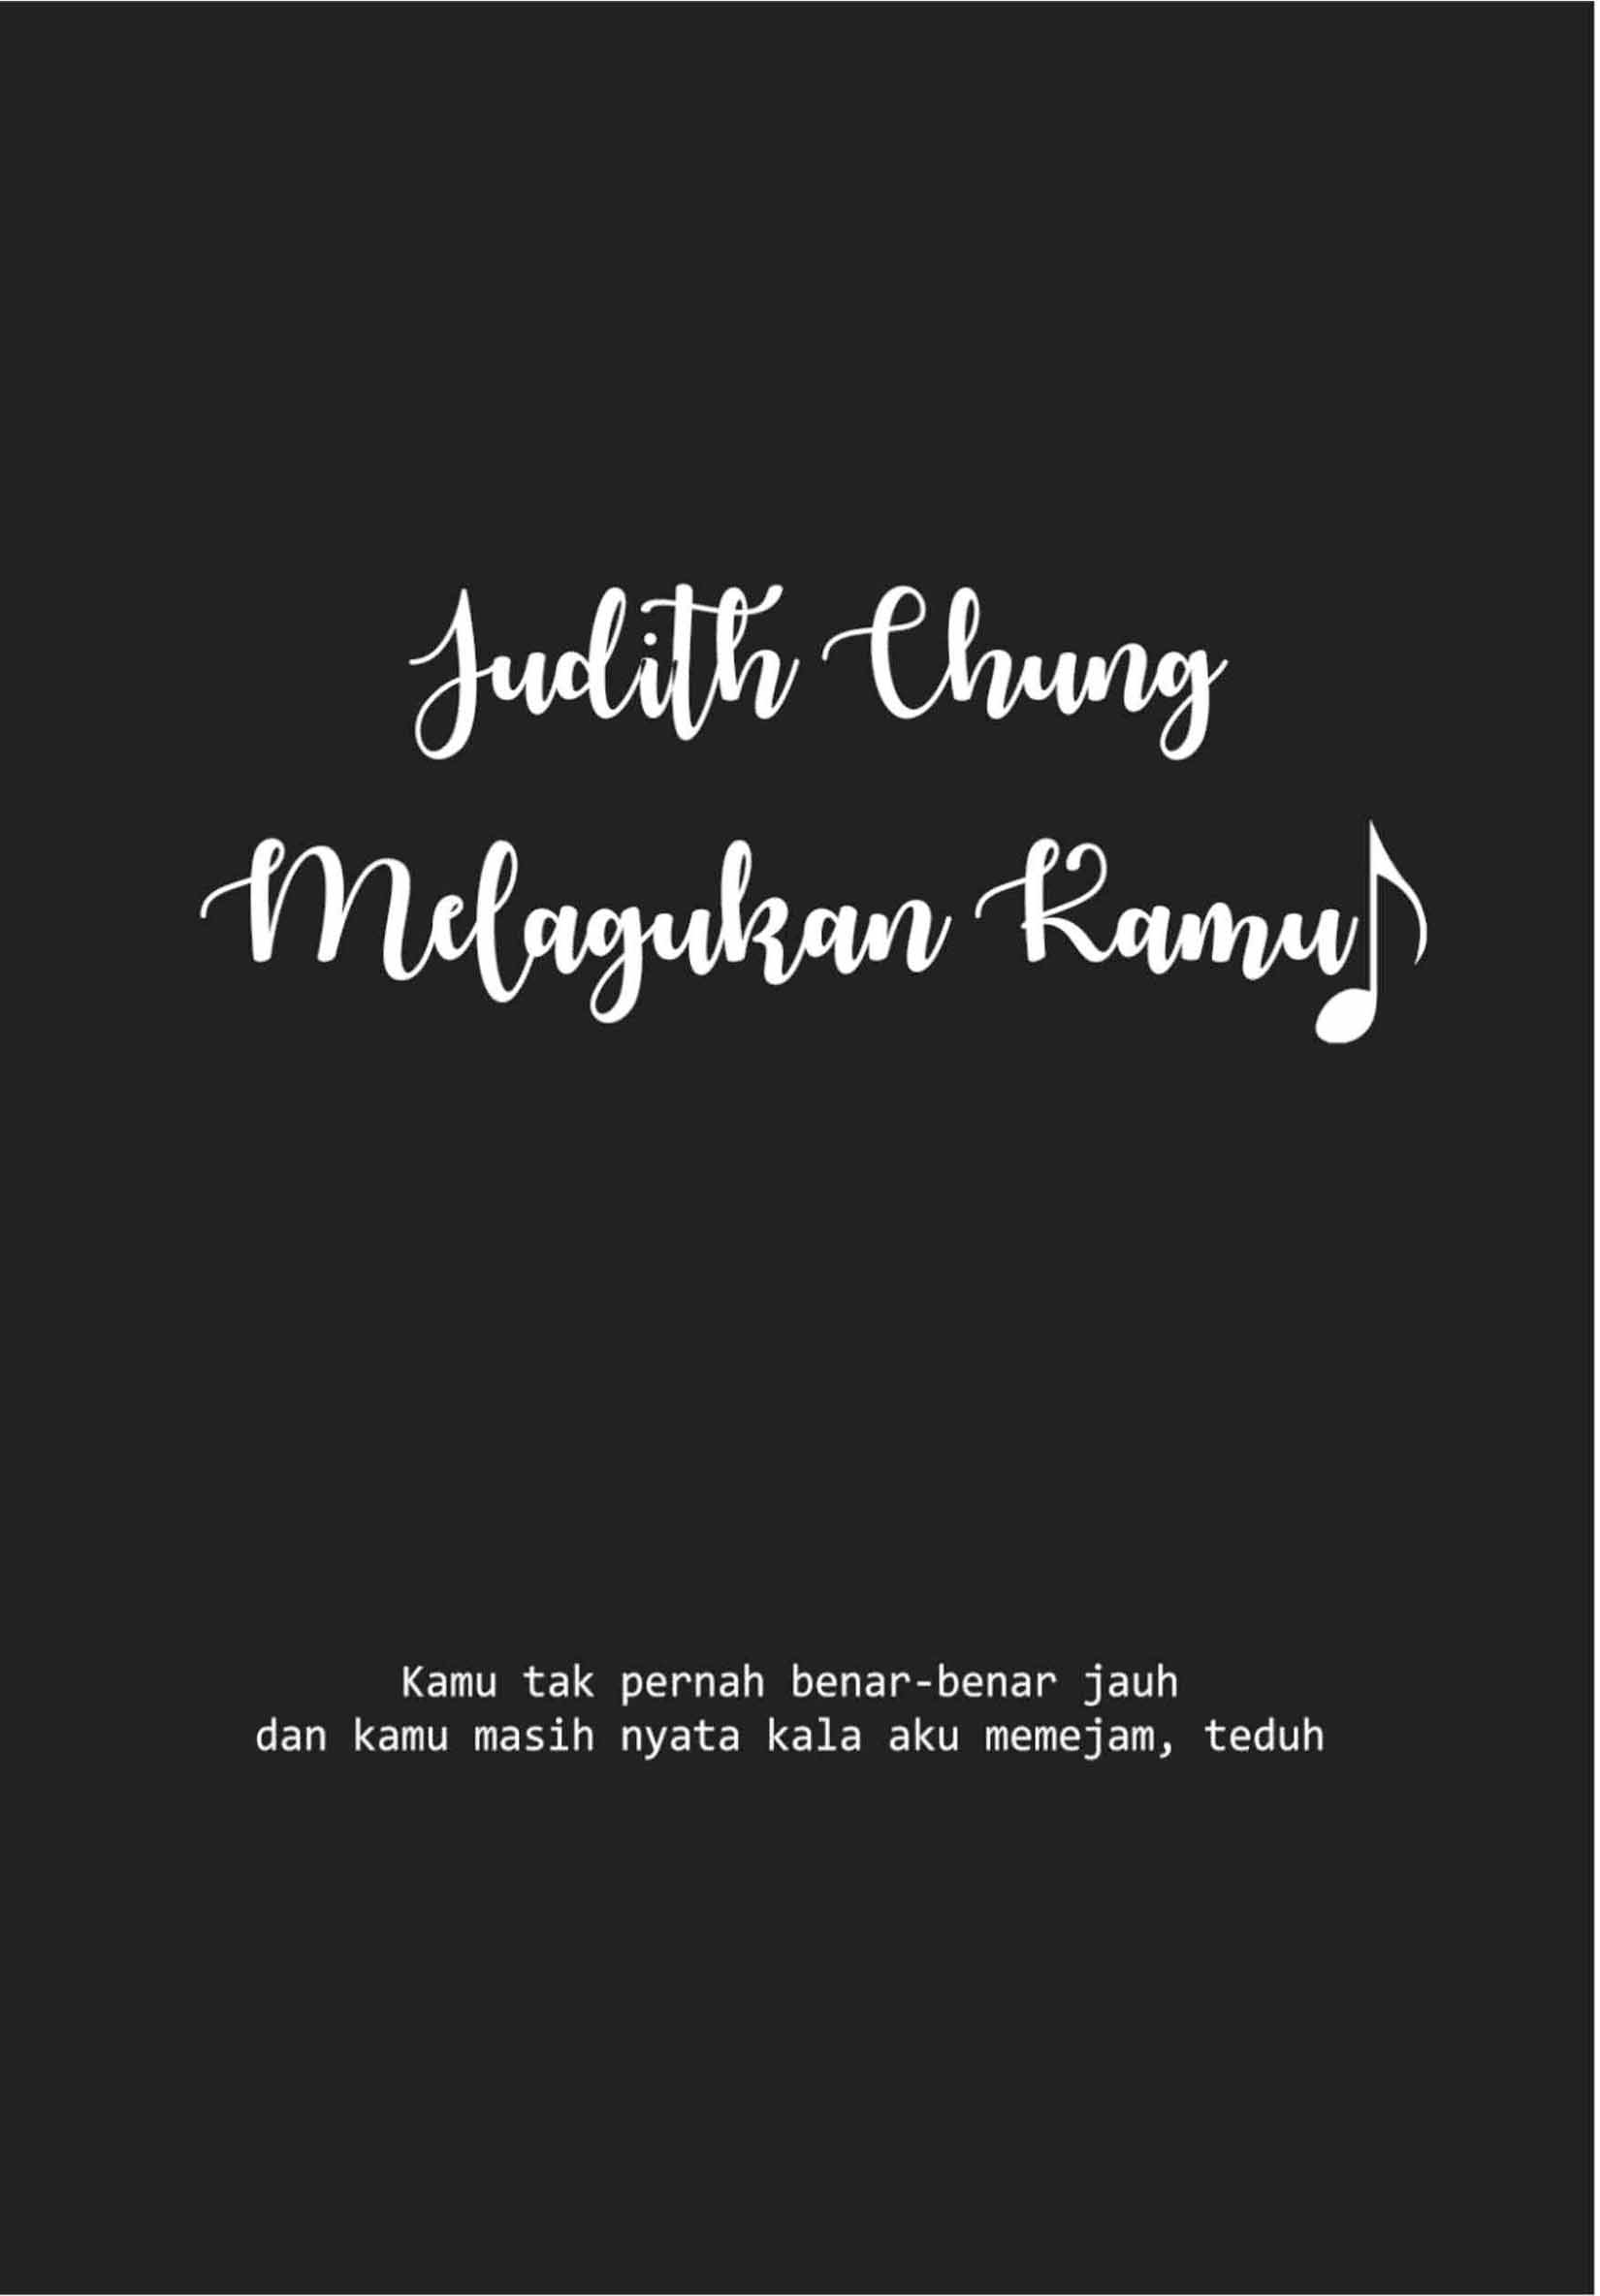 Judith Chung
Melagukan Kamu
Kamu tak pernah benar-benar jauh
dan kamu masih nyata kala aku memejam, teduh